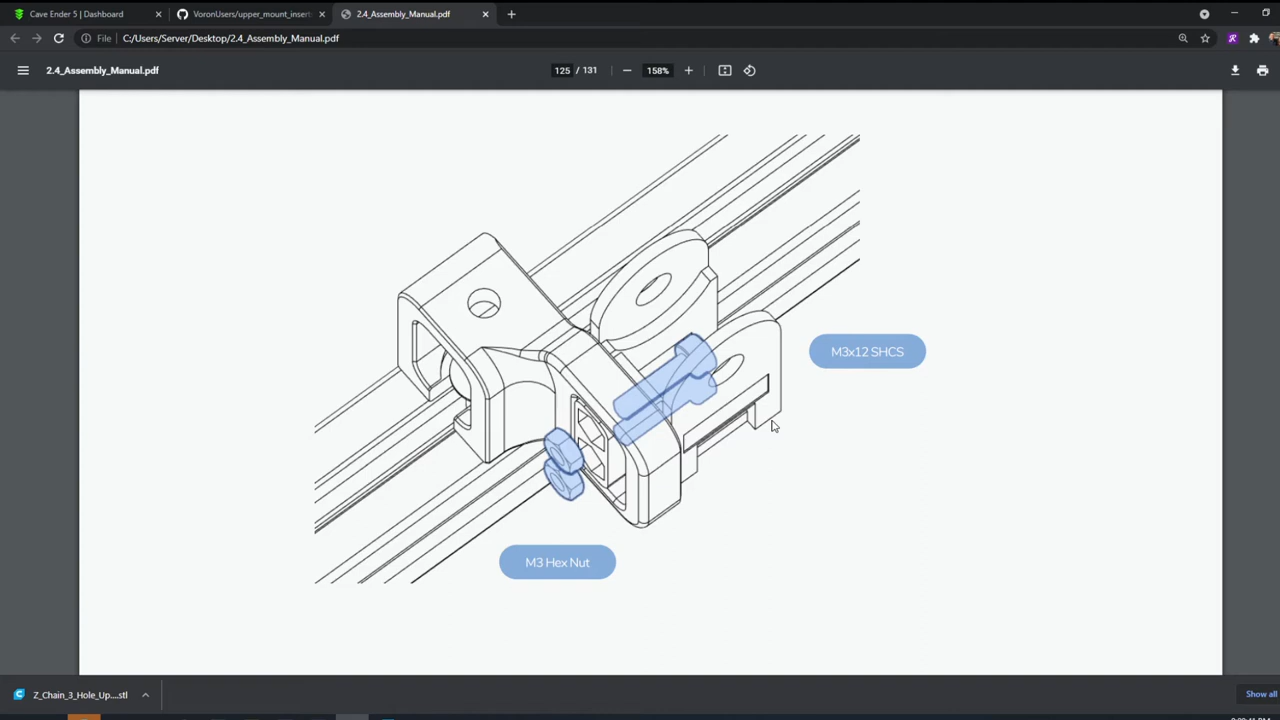 Cave Ender 5 | Dashboard
VoronUsers/upper_mount_insert
2.4_Assembly_Manual.pdf
File
C:/Users/Server/Desktop/2.4_Assembly_Manual.pdf
2.4_Assembly_Manual.pdf
125 / 131
158%
M3x12 SHCS
M3 Hex Nut
Z_Chain_3_Hole_Up....stl
Show all